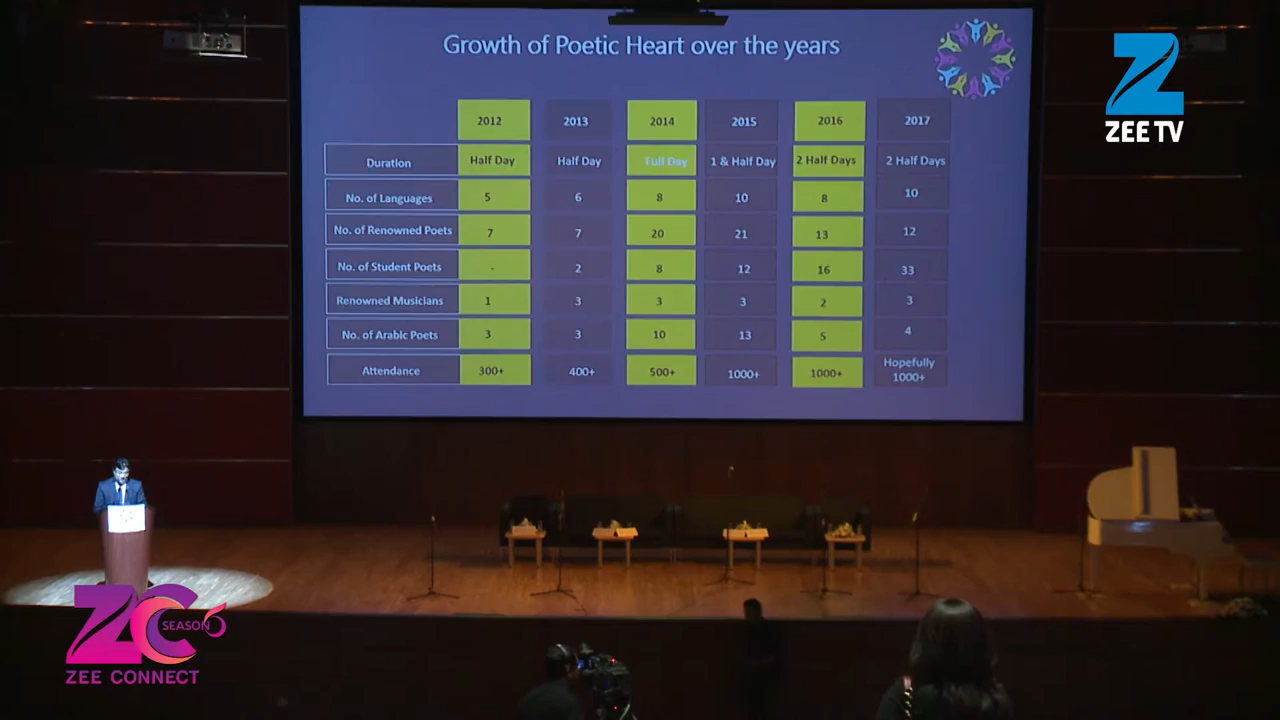 Growth of Poetic Heart over the years
ZEE TV
2012 2013 2014 2015 2016 2017
Duration Half Day Half Day Full Day 1 & Half Day 2 Half Days 2 Half Days
No. of Languages 5 6 8 10 8 10
No. of Renowned Poets 7 7 20 21 13 12
No. of Student Poets - 2 8 12 16 33
Renowned Musicians 1 3 3 3 2 3
No. of Arabic Poets 3 3 10 13 5 4
Attendance 300+ 400+ 500+ 1000+ 1000+ Hopefully 1000+
ZC SEASON 6
ZEE CONNECT